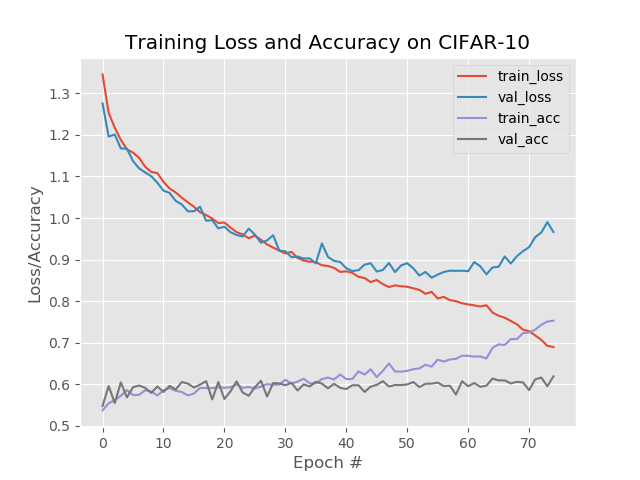 Training Loss and Accuracy on CIFAR-10
train_loss
val_loss
train_acc
val_acc
1.3
1.2
1.1
1.0
0.9
0.8
0.7
0.6
0.5
Loss/Accuracy
0 10 20 30 40 50 60 70
Epoch #